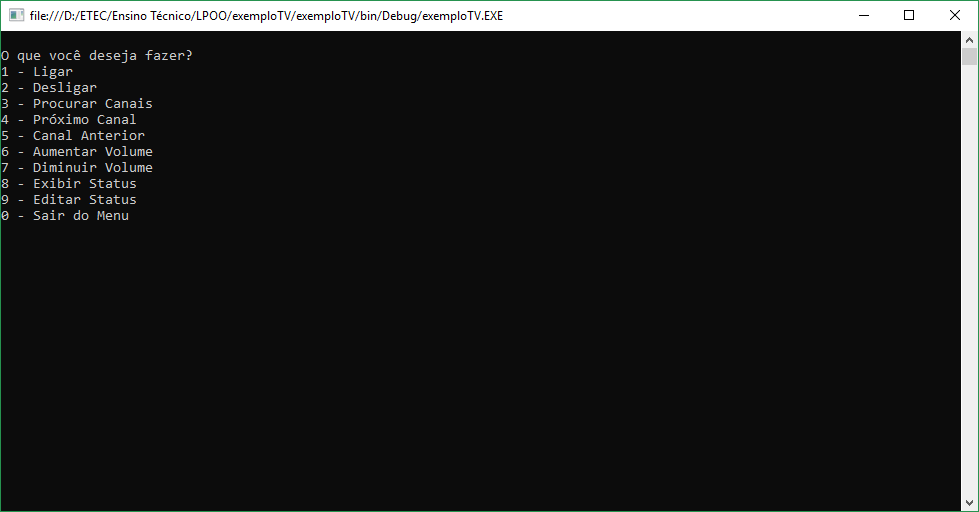 file:///D:/ETEC/Ensino Técnico/LPOO/exemploTV/exemploTV/bin/Debug/exemploTV.EXE
O que você deseja fazer?
1 - Ligar
2 - Desligar
3 - Procurar Canais
4 - Próximo Canal
5 - Canal Anterior
6 - Aumentar Volume
7 - Diminuir Volume
8 - Exibir Status
9 - Editar Status
0 - Sair do Menu